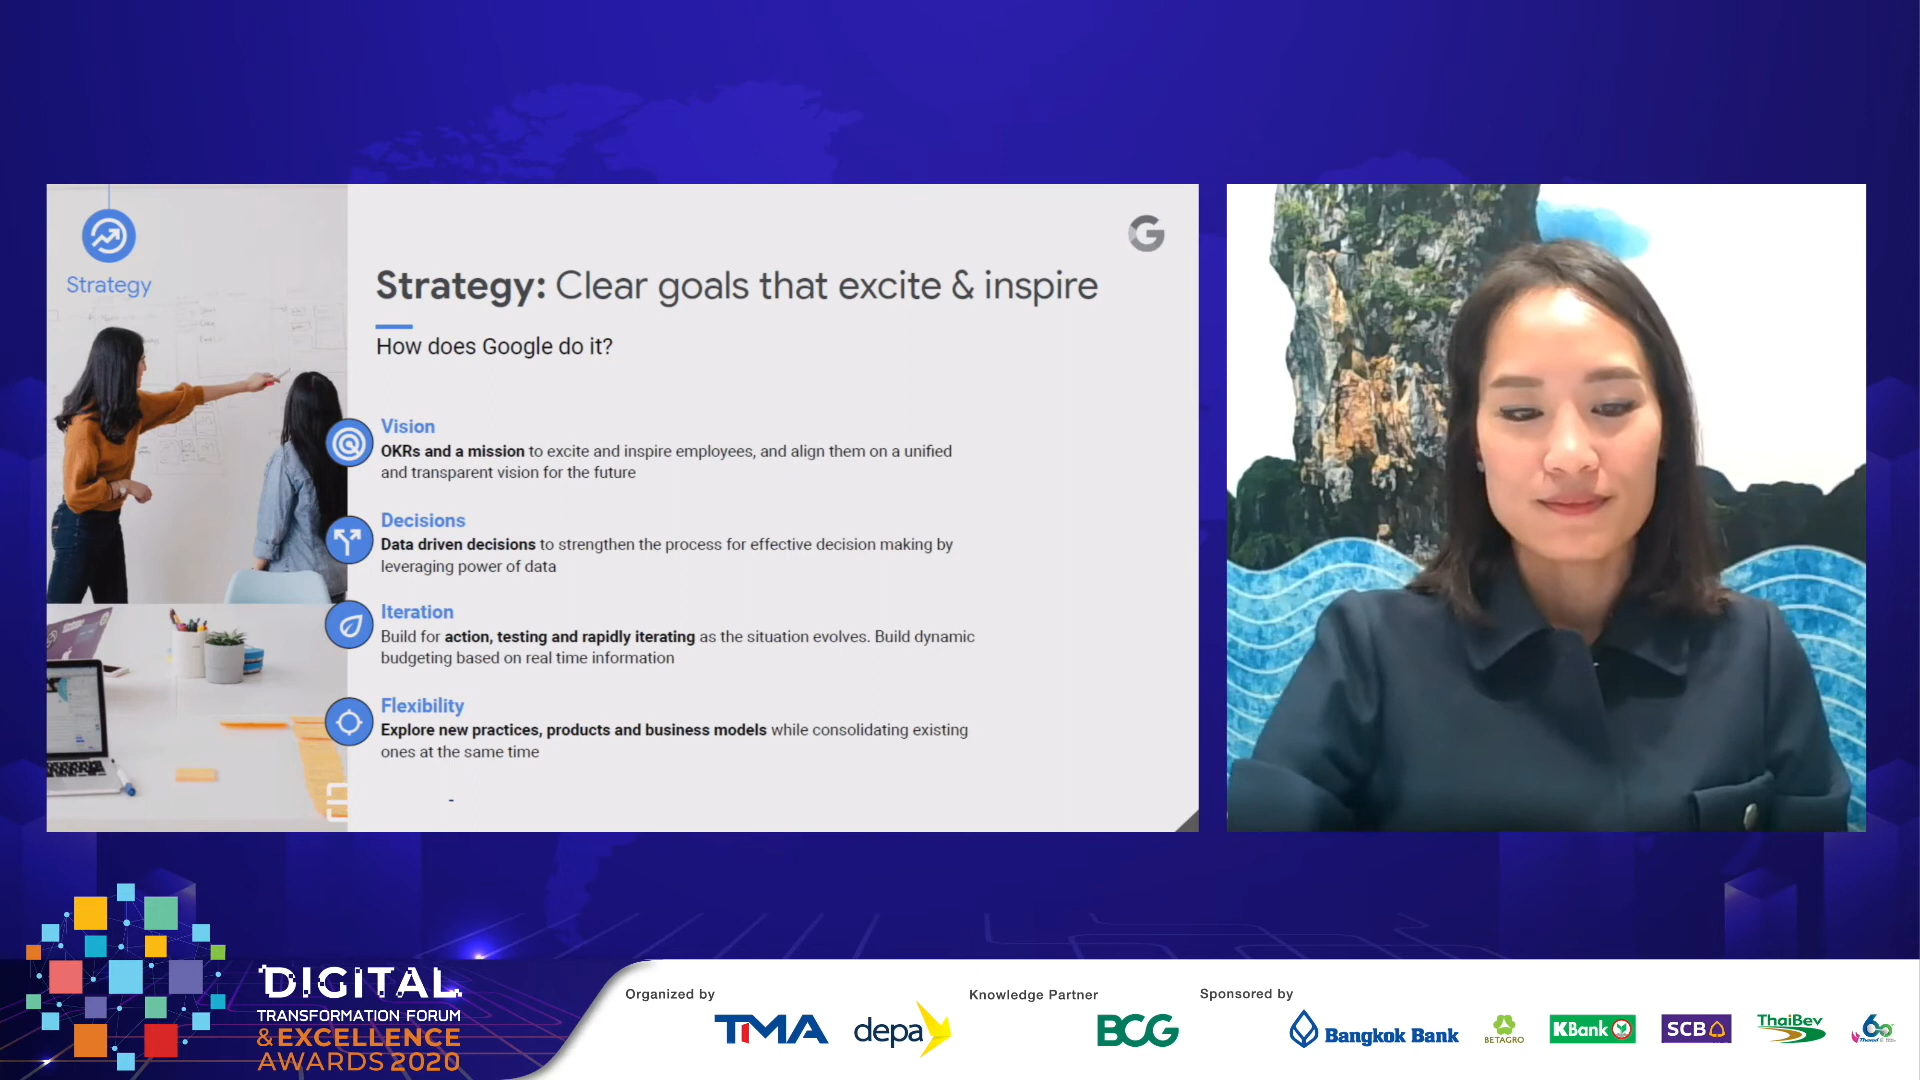 Strategy
Strategy: Clear goals that excite & inspire
How does Google do it?
Vision
OKRs and a mission to excite and inspire employees, and align them on a unified
and transparent vision for the future
Decisions
Data driven decisions to strengthen the process for effective decision making by
leveraging power of data
Iteration
Build for action, testing and rapidly iterating as the situation evolves. Build dynamic
budgeting based on real time information
Flexibility
Explore new practices, products and business models while consolidating existing
ones at the same time
-
DIGITAL
TRANSFORMATION FORUM
& EXCELLENCE
AWARDS 2020
Organized by
TMA
depa
Knowledge Partner
BCG
Sponsored by
Bangkok Bank
BETAGRO
KBank
SCB
ThaiBev
60